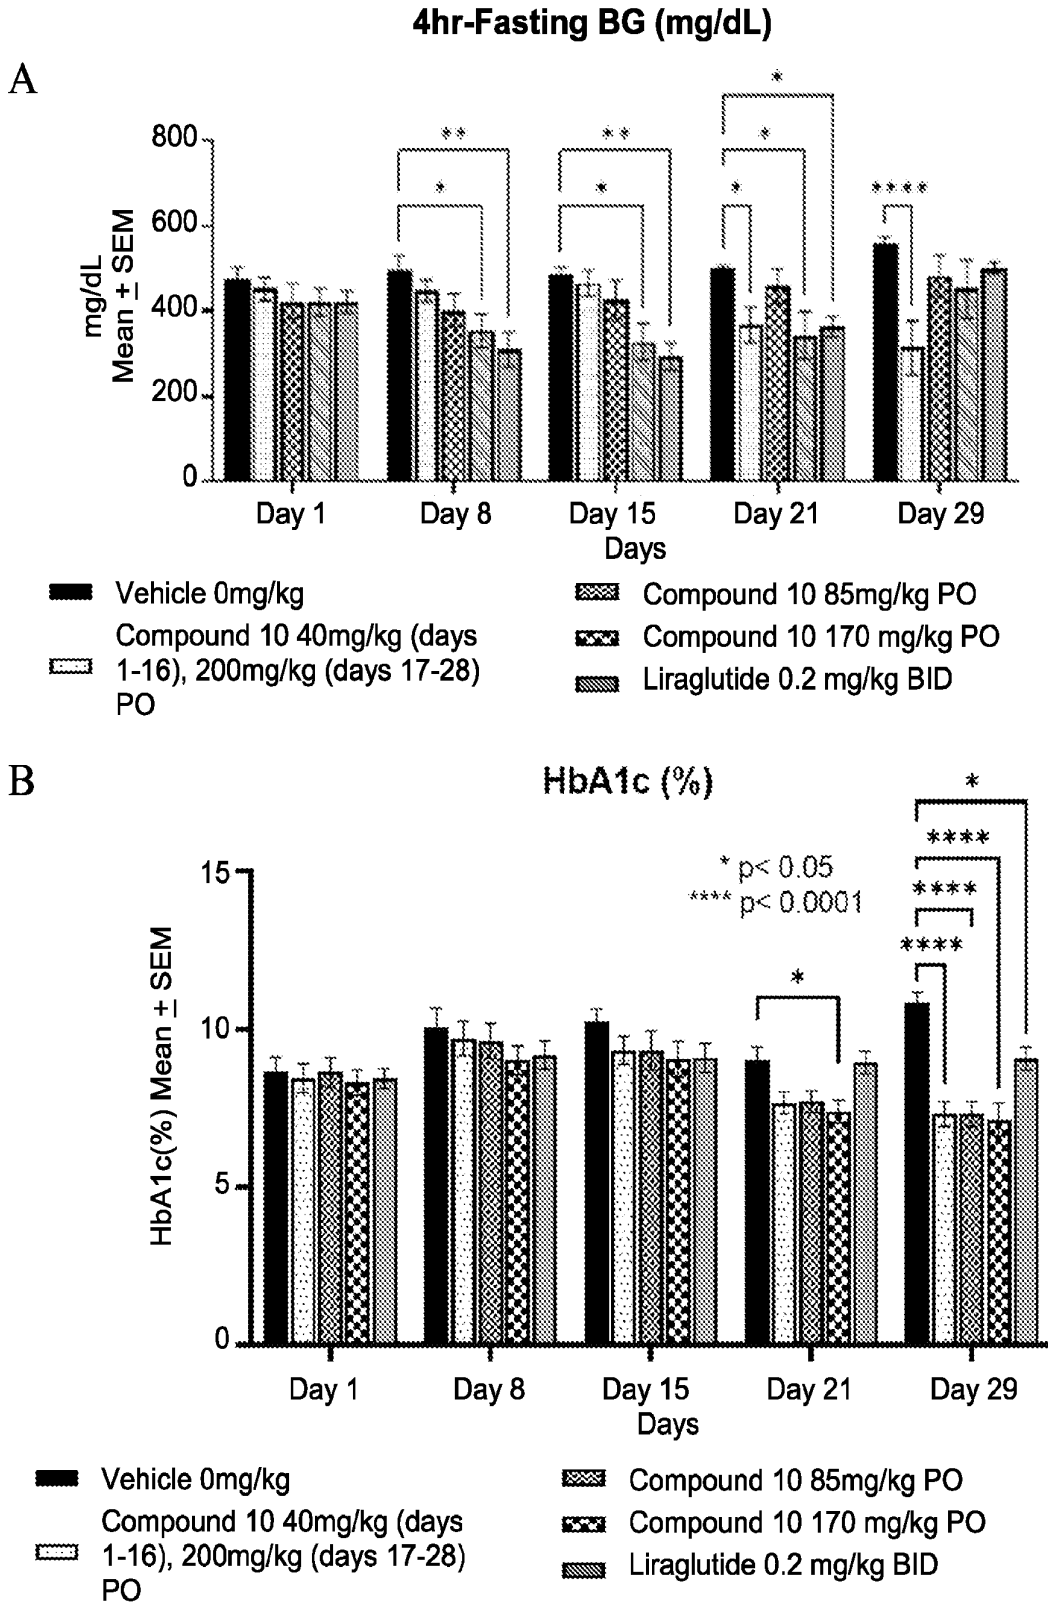 4hr-Fasting BG (mg/dL)
A
800
600
400
200
0
mg/dL
Mean ± SEM
**
*
**
*
*
*
*
****
Day 1
Day 8
Day 15
Day 21
Day 29
Days
Vehicle 0mg/kg
Compound 10 40mg/kg (days
1-16), 200mg/kg (days 17-28)
PO
Compound 10 85mg/kg PO
Compound 10 170 mg/kg PO
Liraglutide 0.2 mg/kg BID
B
HbA1c (%)
15
10
5
0
HbA1c(%) Mean ± SEM
* p< 0.05
**** p< 0.0001
*
*
****
****
****
Day 1
Day 8
Day 15
Day 21
Day 29
Days
Vehicle 0mg/kg
Compound 10 40mg/kg (days
1-16), 200mg/kg (days 17-28)
PO
Compound 10 85mg/kg PO
Compound 10 170 mg/kg PO
Liraglutide 0.2 mg/kg BID